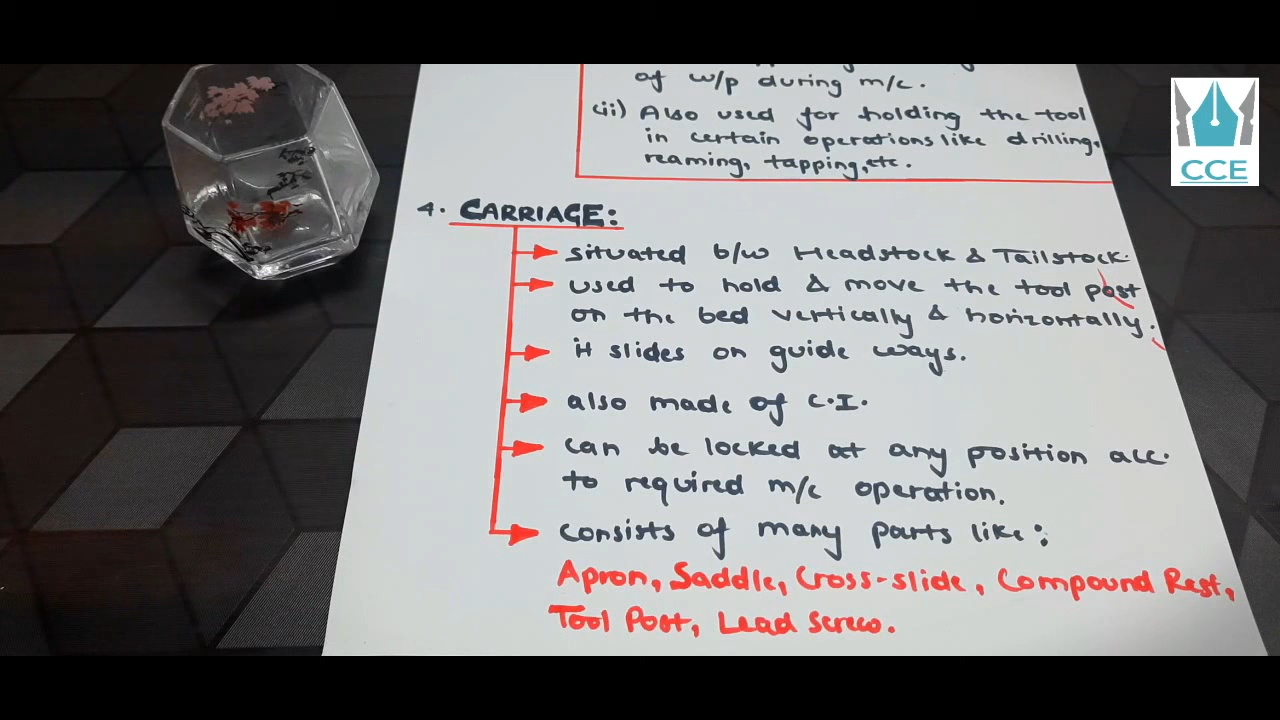 of w/p during m/c.
(ii) Also used for holding the tool
in certain operations like drilling,
reaming, tapping, etc.
4. CARRIAGE:
situated b/w Headstock & Tailstock.
used to hold & move the tool post
on the bed vertically & horizontally.
it slides on guide ways.
also made of C.I.
can be locked at any position acc.
to required m/c operation.
consists of many parts like:
Apron, Saddle, Cross-slide, Compound Rest,
Tool Post, Lead Screw.
CCE